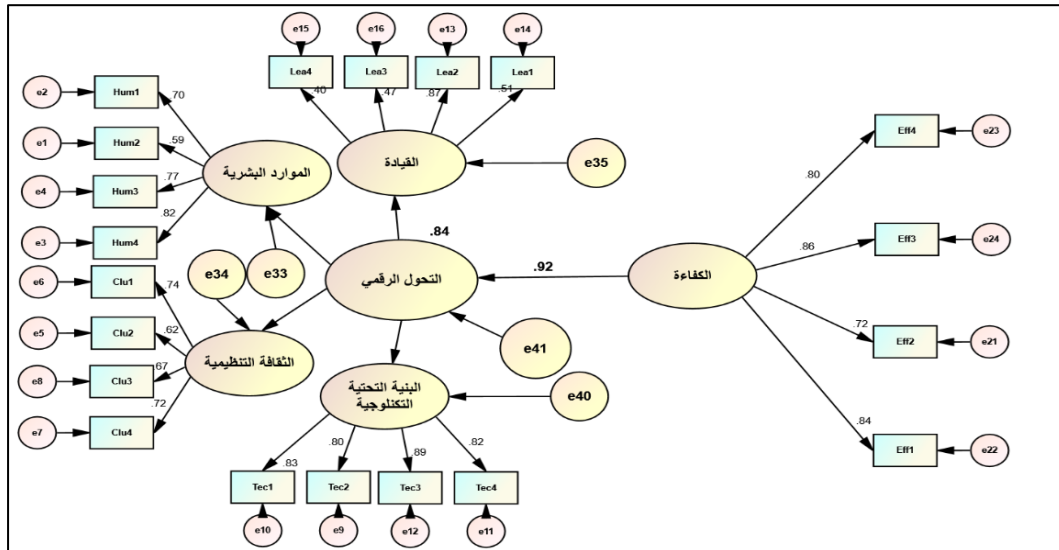 e15
e16
e13
e14
Lea4
Lea3
Lea2
Lea1
.40
.47
.87
.51
القيادة
e35
e2
Hum1
.70
e1
Hum2
.59
e4
Hum3
.77
e3
Hum4
.82
الموارد البشرية
e34
e33
.84
التحول الرقمي
.92
الكفاءة
e41
Eff4
e23
.80
Eff3
e24
.86
Eff2
e21
.72
Eff1
e22
.84
e6
Clu1
.74
e5
Clu2
.62
e8
Clu3
.67
e7
Clu4
.72
الثقافة التنظيمية
البنية التحتية
التكنلوجية
e40
.83
.80
.89
.82
Tec1
Tec2
Tec3
Tec4
e10
e9
e12
e11